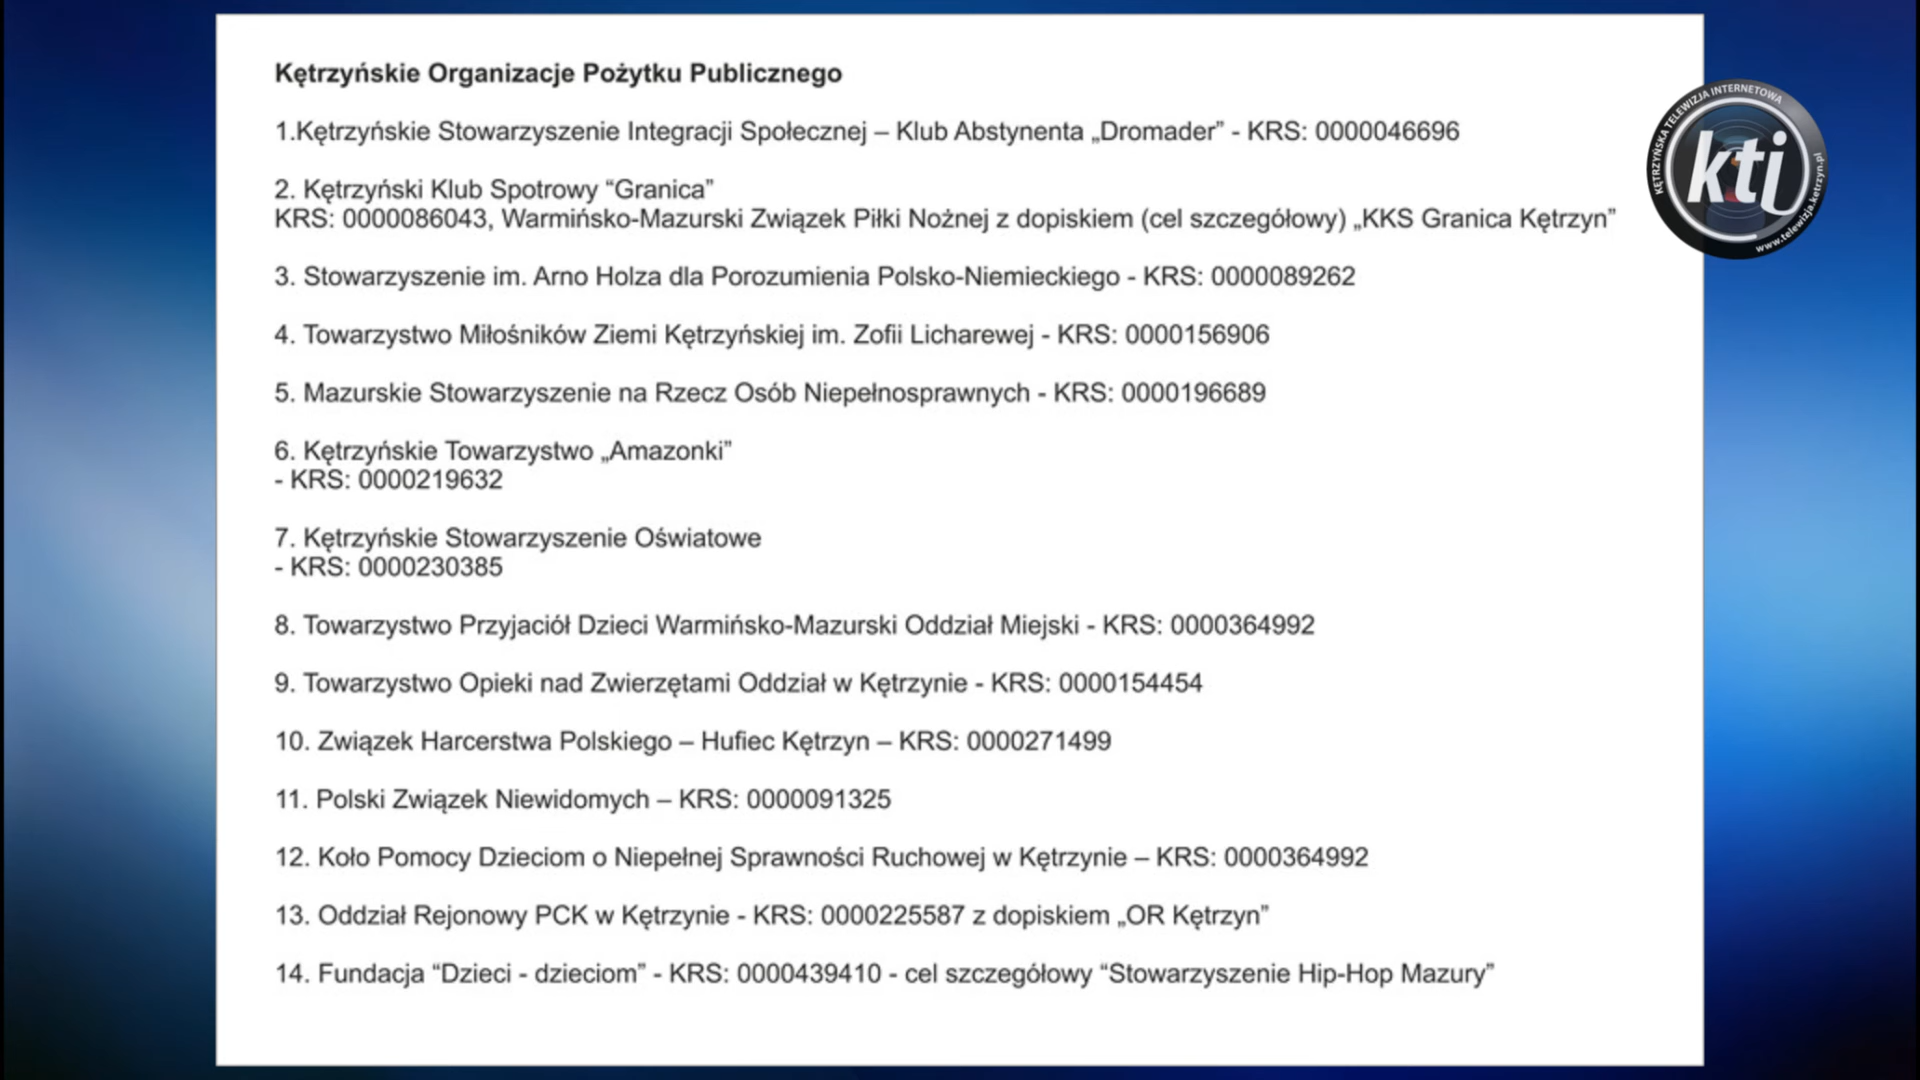 Kętrzyńskie Organizacje Pożytku Publicznego
1.Kętrzyńskie Stowarzyszenie Integracji Społecznej – Klub Abstynenta „Dromader” - KRS: 0000046696
2. Kętrzyński Klub Spotrowy “Granica”
KRS: 0000086043, Warmińsko-Mazurski Związek Piłki Nożnej z dopiskiem (cel szczegółowy) „KKS Granica Kętrzyn”
3. Stowarzyszenie im. Arno Holza dla Porozumienia Polsko-Niemieckiego - KRS: 0000089262
4. Towarzystwo Miłośników Ziemi Kętrzyńskiej im. Zofii Licharewej - KRS: 0000156906
5. Mazurskie Stowarzyszenie na Rzecz Osób Niepełnosprawnych - KRS: 0000196689
6. Kętrzyńskie Towarzystwo „Amazonki”
- KRS: 0000219632
7. Kętrzyńskie Stowarzyszenie Oświatowe
- KRS: 0000230385
8. Towarzystwo Przyjaciół Dzieci Warmińsko-Mazurski Oddział Miejski - KRS: 0000364992
9. Towarzystwo Opieki nad Zwierzętami Oddział w Kętrzynie - KRS: 0000154454
10. Związek Harcerstwa Polskiego – Hufiec Kętrzyn – KRS: 0000271499
11. Polski Związek Niewidomych – KRS: 0000091325
12. Koło Pomocy Dzieciom o Niepełnej Sprawności Ruchowej w Kętrzynie – KRS: 0000364992
13. Oddział Rejonowy PCK w Kętrzynie - KRS: 0000225587 z dopiskiem „OR Kętrzyn”
14. Fundacja “Dzieci - dzieciom” - KRS: 0000439410 - cel szczegółowy “Stowarzyszenie Hip-Hop Mazury”
KĘTRZYŃSKA TELEWIZJA INTERNETOWA
kti
www.telewizja.ketrzyn.pl